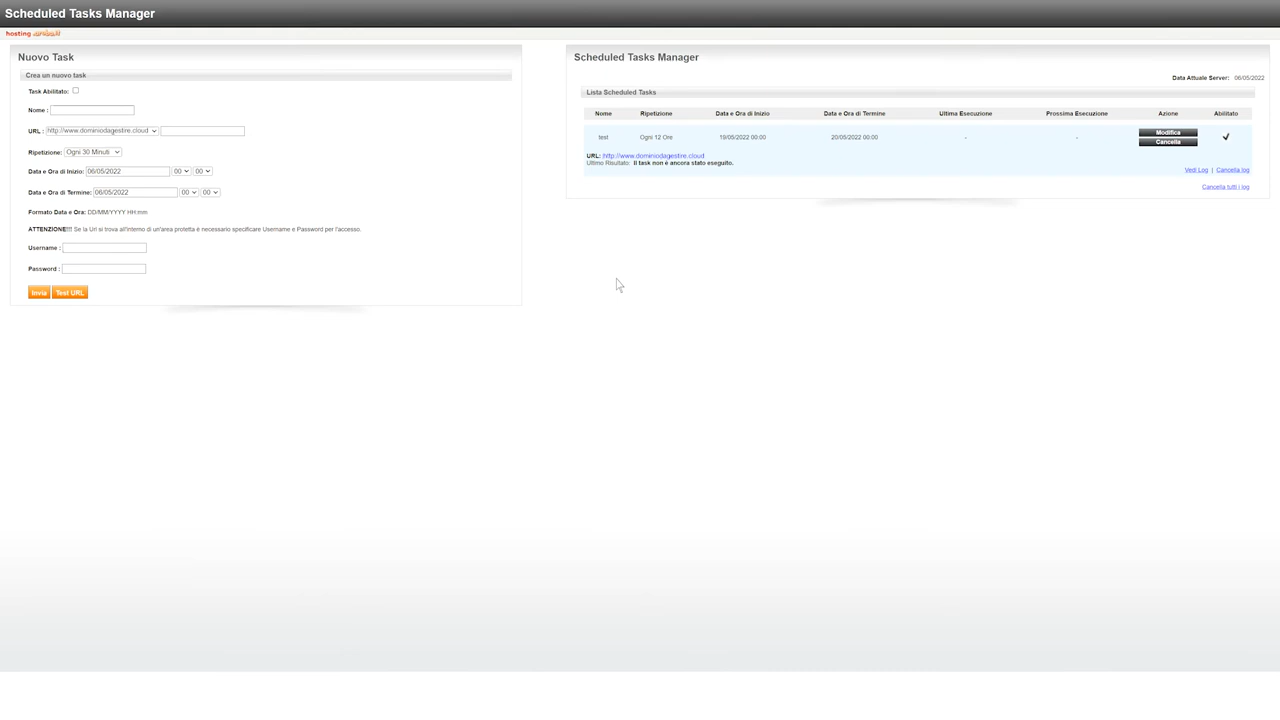 Scheduled Tasks Manager
hosting aruba.it
Nuovo Task
Crea un nuovo task
Task Abilitato:
Nome :
URL : http://www.dominiodagestire.cloud
Ripetizione: Ogni 30 Minuti
Data e Ora di Inizio: 06/05/2022 00 00
Data e Ora di Termine: 06/05/2022 00 00
Formato Data e Ora: DD/MM/YYYY HH:mm
ATTENZIONE!!! Se la Url si trova all'interno di un'area protetta è necessario specificare Username e Password per l'accesso.
Username :
Password :
Invia Test URL
Scheduled Tasks Manager
Data Attuale Server: 06/05/2022
Lista Scheduled Tasks
Nome Ripetizione Data e Ora di Inizio Data e Ora di Termine Ultima Esecuzione Prossima Esecuzione Azione Abilitato
test Ogni 12 Ore 19/05/2022 00:00 20/05/2022 00:00 - - Modifica
Cancella
URL: http://www.dominiodagestire.cloud
Ultimo Risultato: Il task non è ancora stato eseguito.
Vedi Log | Cancella log
Cancella tutti i log